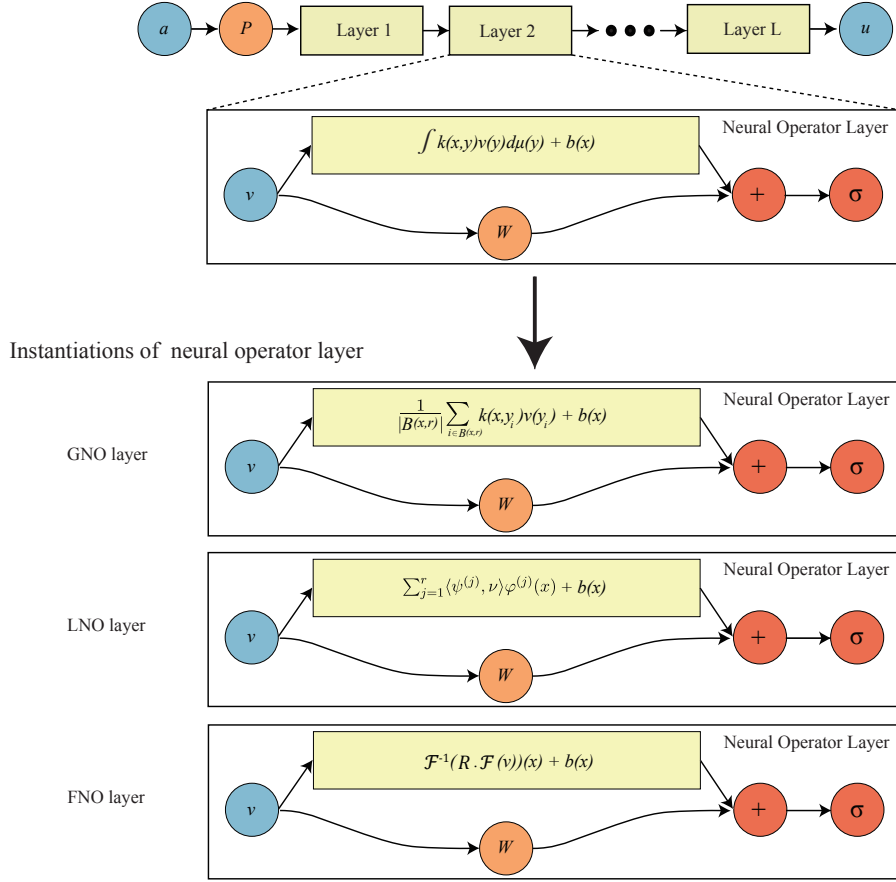 a P Layer 1 Layer 2 Layer L u
Neural Operator Layer
∫ k(x,y)v(y)dμ(y) + b(x)
v + σ
W
Instantiations of neural operator layer
Neural Operator Layer
1/|B(x,r)| ∑_{i∈B(x,r)} k(x,y_i)v(y_i) + b(x)
GNO layer v + σ
W
Neural Operator Layer
∑_{j=1}^{r} ⟨ψ^{(j)}, ν⟩φ^{(j)}(x) + b(x)
LNO layer v + σ
W
Neural Operator Layer
ℱ^{-1}(R . ℱ(v))(x) + b(x)
FNO layer v + σ
W